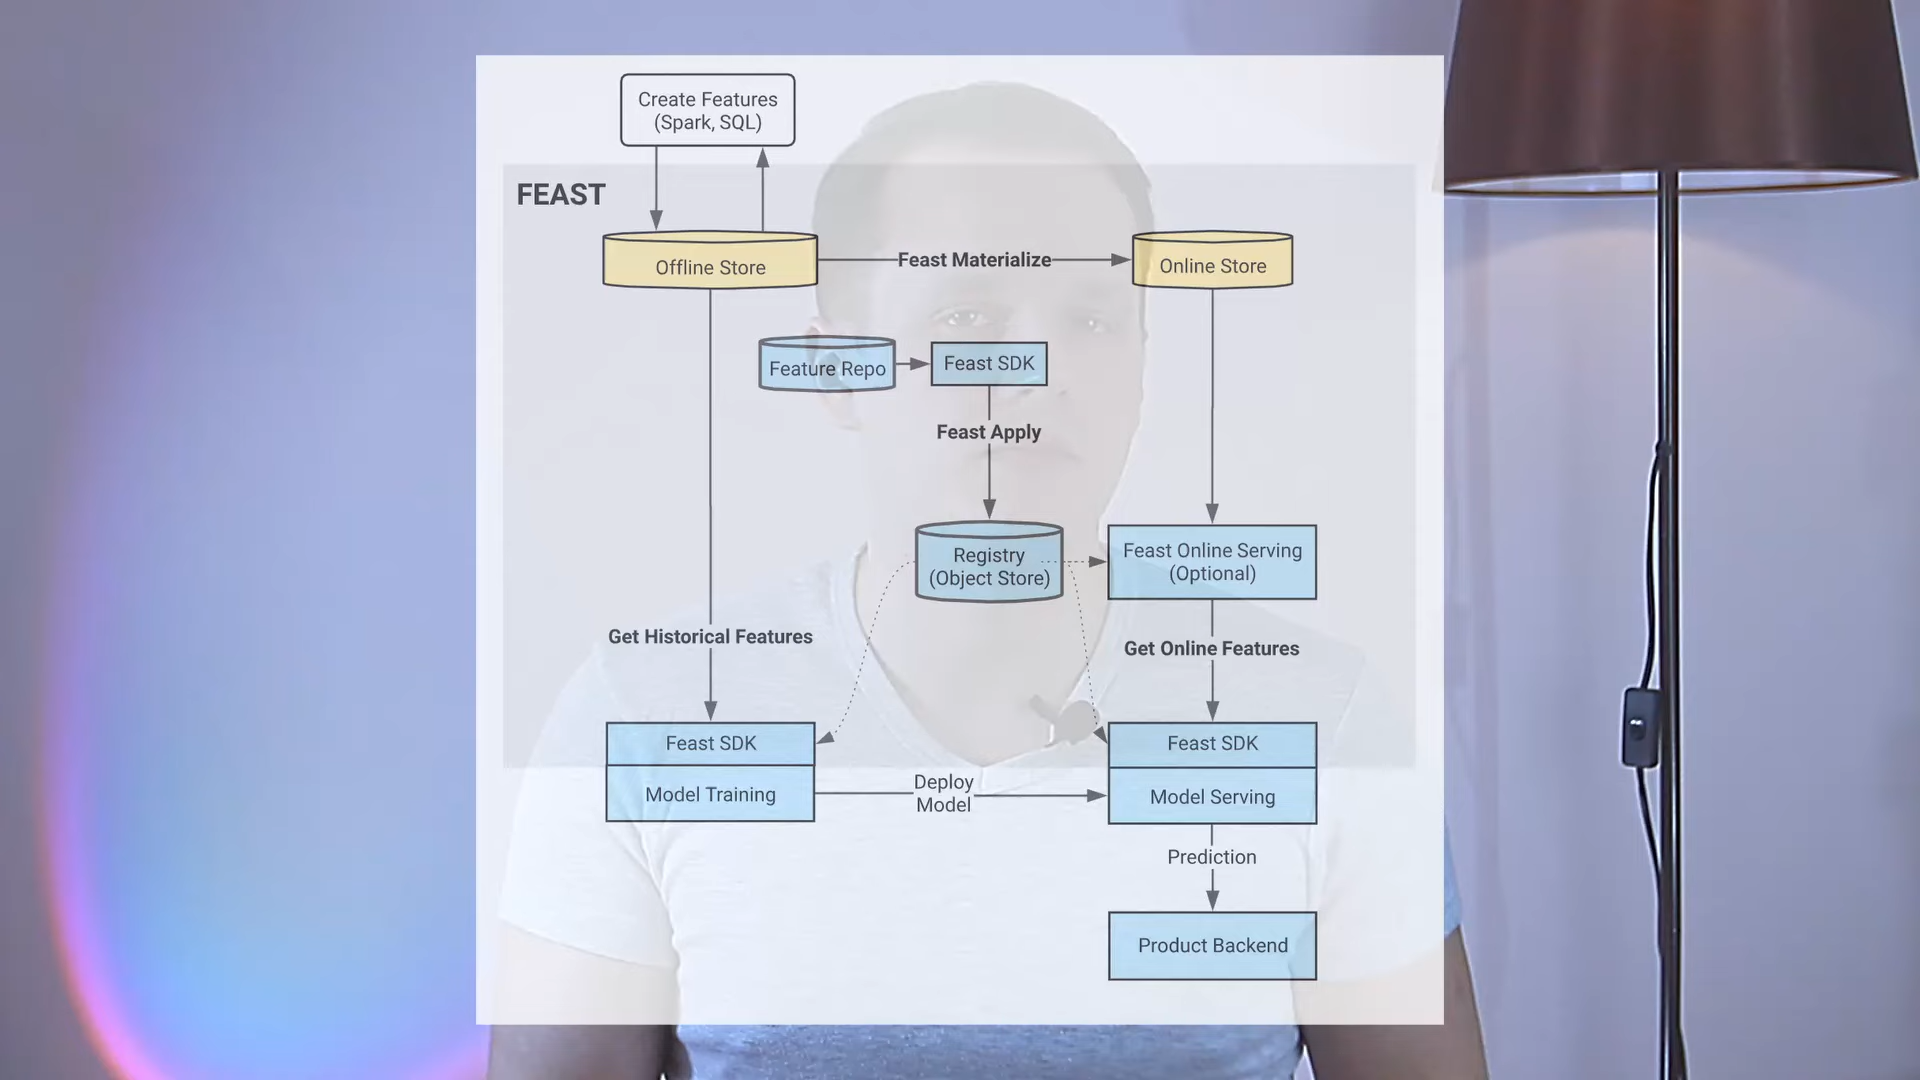 Create Features
(Spark, SQL)
FEAST
Offline Store
Feast Materialize
Online Store
Feature Repo
Feast SDK
Feast Apply
Registry
(Object Store)
Feast Online Serving
(Optional)
Get Historical Features
Get Online Features
Feast SDK
Feast SDK
Model Training
Deploy
Model
Model Serving
Prediction
Product Backend